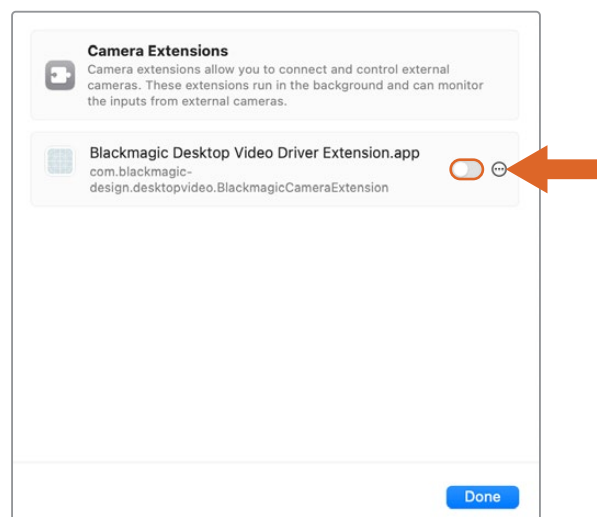 Camera Extensions
Camera extensions allow you to connect and control external
cameras. These extensions run in the background and can monitor
the inputs from external cameras.
Blackmagic Desktop Video Driver Extension.app
com.blackmagic-
design.desktopvideo.BlackmagicCameraExtension
Done